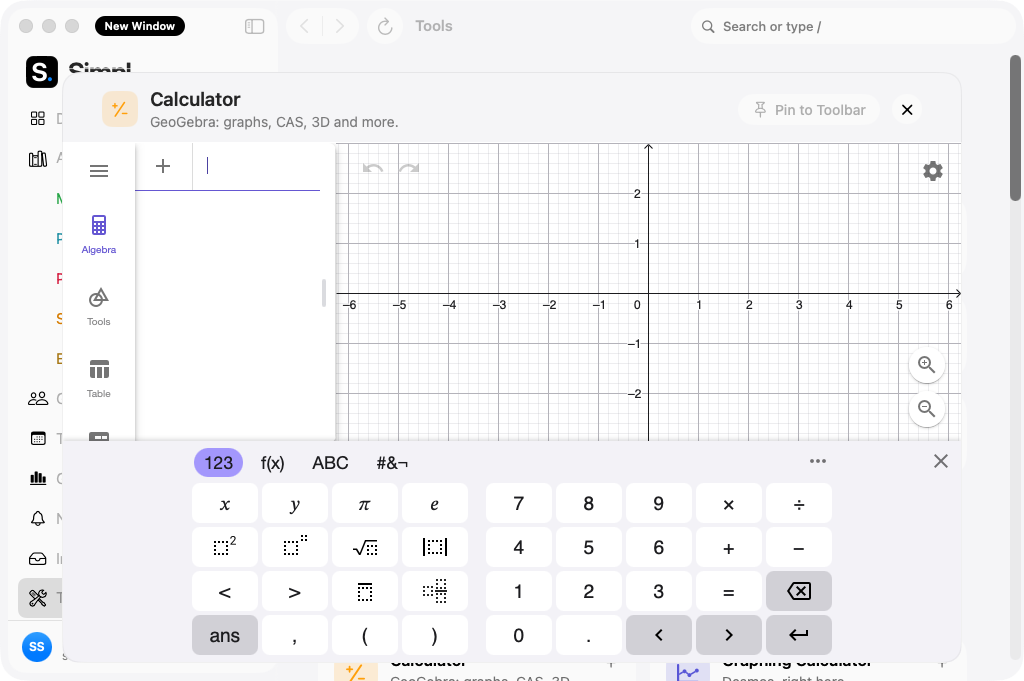 New Window
Tools
Search or type /
S.
Simpl
Calculator
GeoGebra: graphs, CAS, 3D and more.
Pin to Toolbar
Algebra
Tools
Table
2
1
−6 −5 −4 −3 −2 −1 0 1 2 3 4 5 6
−1
−2
123 f(x) ABC #&¬
x y π e 7 8 9 × ÷
2 4 5 6 + −
< > 1 2 3 =
ans , ( ) 0 . < >
SS
Calculator
GeoGebra: graphs, CAS, 3D
Graphing Calculator
Desmos, right here